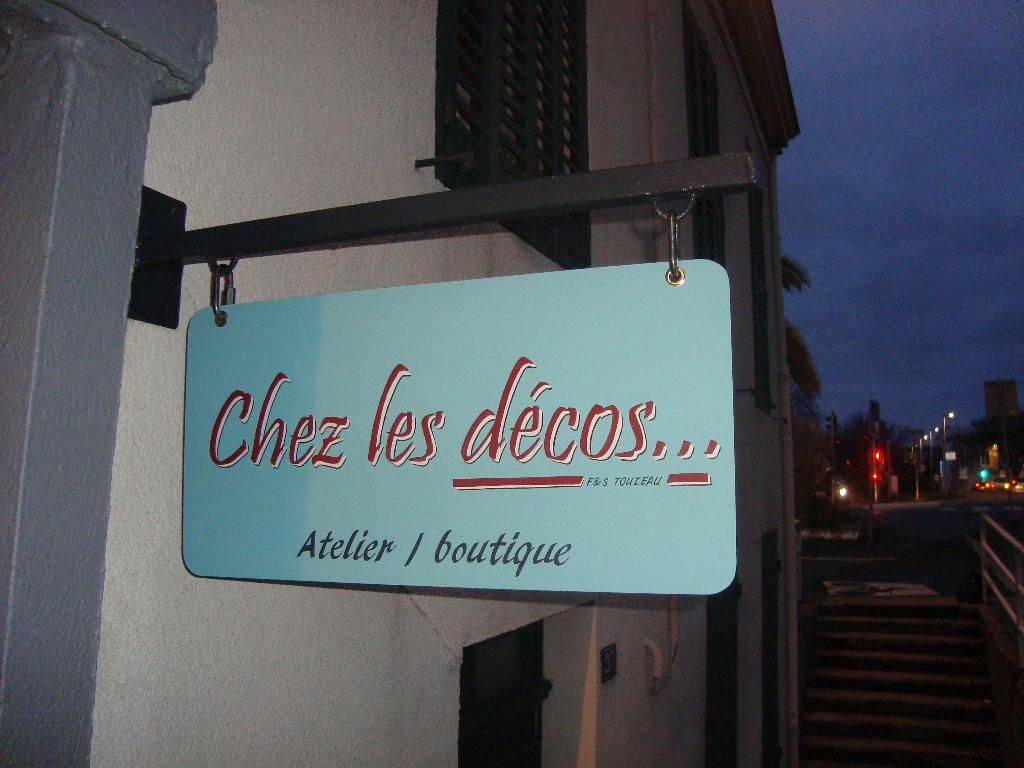 Chez les décos...
F&S TOUZEAU
Atelier / boutique